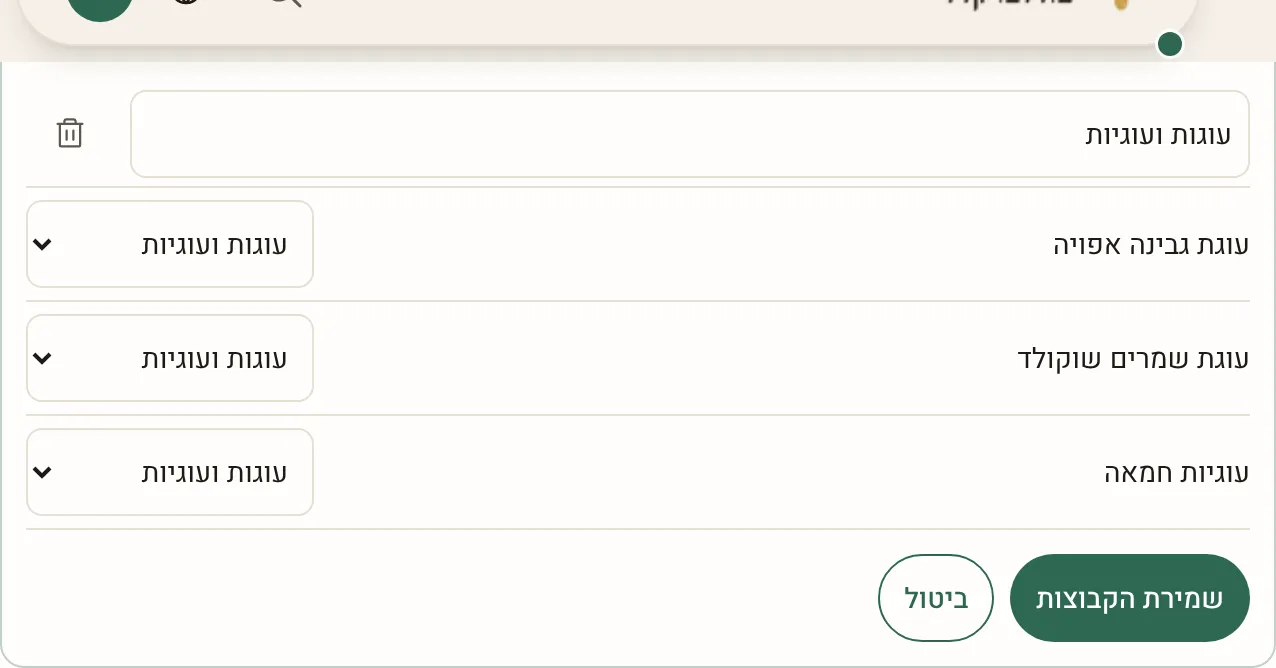 עוגות ועוגיות
עוגת גבינה אפויה
עוגות ועוגיות
עוגת שמרים שוקולד
עוגות ועוגיות
עוגיות חמאה
עוגות ועוגיות
שמירת הקבוצות
ביטול